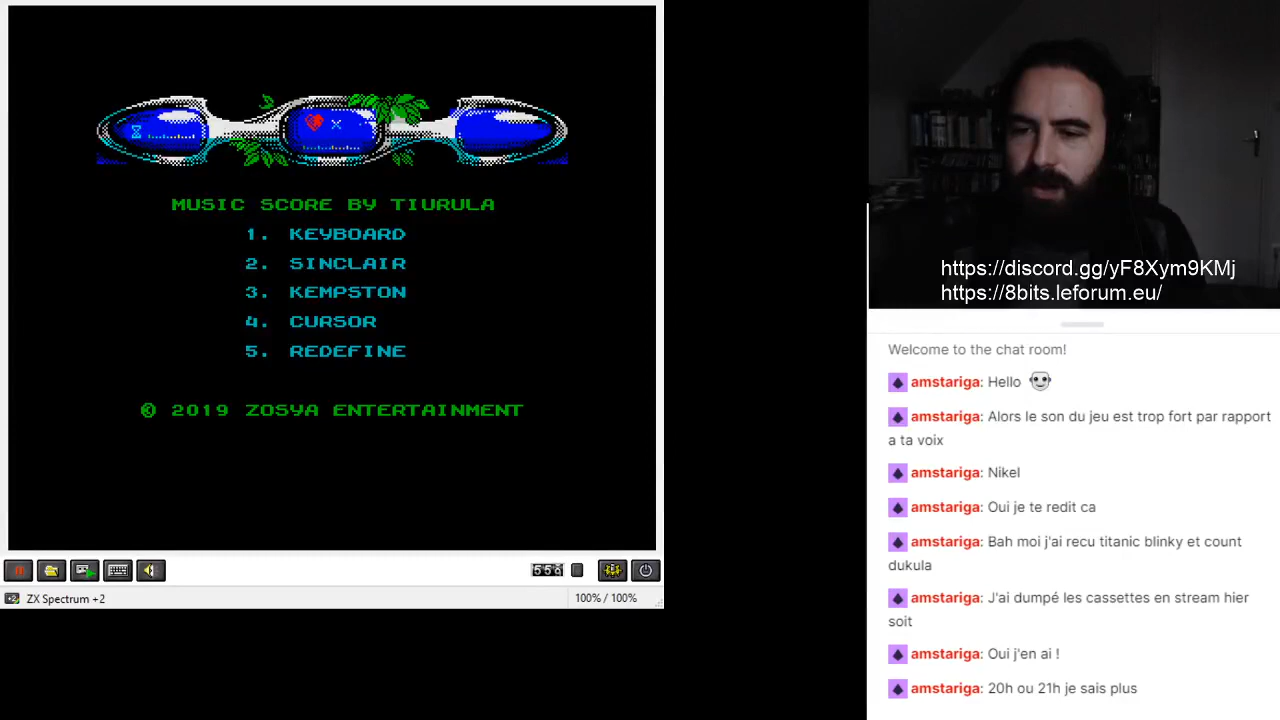 X
MUSIC SCORE BY TIURULA
1. KEYBOARD
2. SINCLAIR
3. KEMPSTON
4. CURSOR
5. REDEFINE
© 2019 ZOSYA ENTERTAINMENT
ZX Spectrum +2
100% / 100%
https://discord.gg/yF8Xym9KMj
https://8bits.leforum.eu/
Welcome to the chat room!
amstariga: Hello
amstariga: Alors le son du jeu est trop fort par rapport
a ta voix
amstariga: Nikel
amstariga: Oui je te redit ca
amstariga: Bah moi j'ai recu titanic blinky et count
dukula
amstariga: J'ai dumpé les cassettes en stream hier
soit
amstariga: Oui j'en ai !
amstariga: 20h ou 21h je sais plus